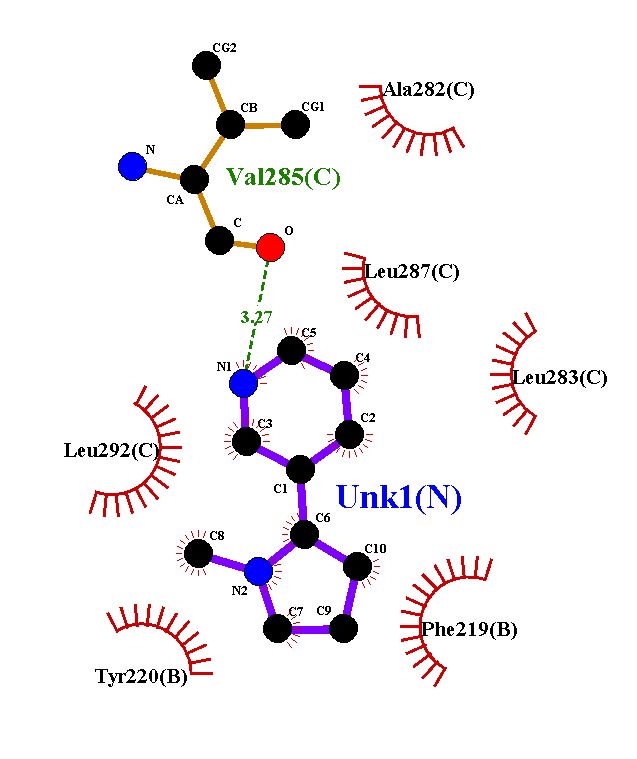 CG2
Ala282(C)
CB
CG1
N
Val285(C)
CA
C
O
Leu287(C)
3.27
C5
C4
N1
Leu283(C)
C2
C3
Leu292(C)
C1
Unk1(N)
C6
C8
C10
N2
C7
C9
Phe219(B)
Tyr220(B)